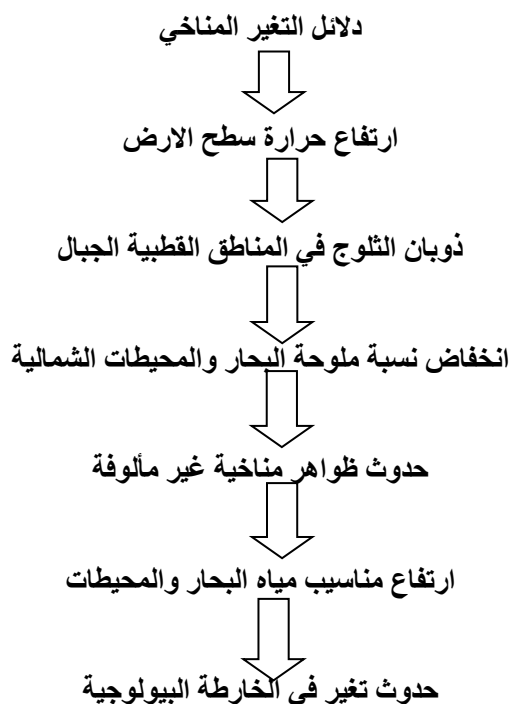 دلائل التغير المناخي
ارتفاع حرارة سطح الارض
ذوبان الثلوج في المناطق القطبية الجبال
انخفاض نسبة ملوحة البحار والمحيطات الشمالية
حدوث ظواهر مناخية غير مألوفة
ارتفاع مناسيب مياه البحار والمحيطات
حدوث تغير في الخارطة البيولوجية